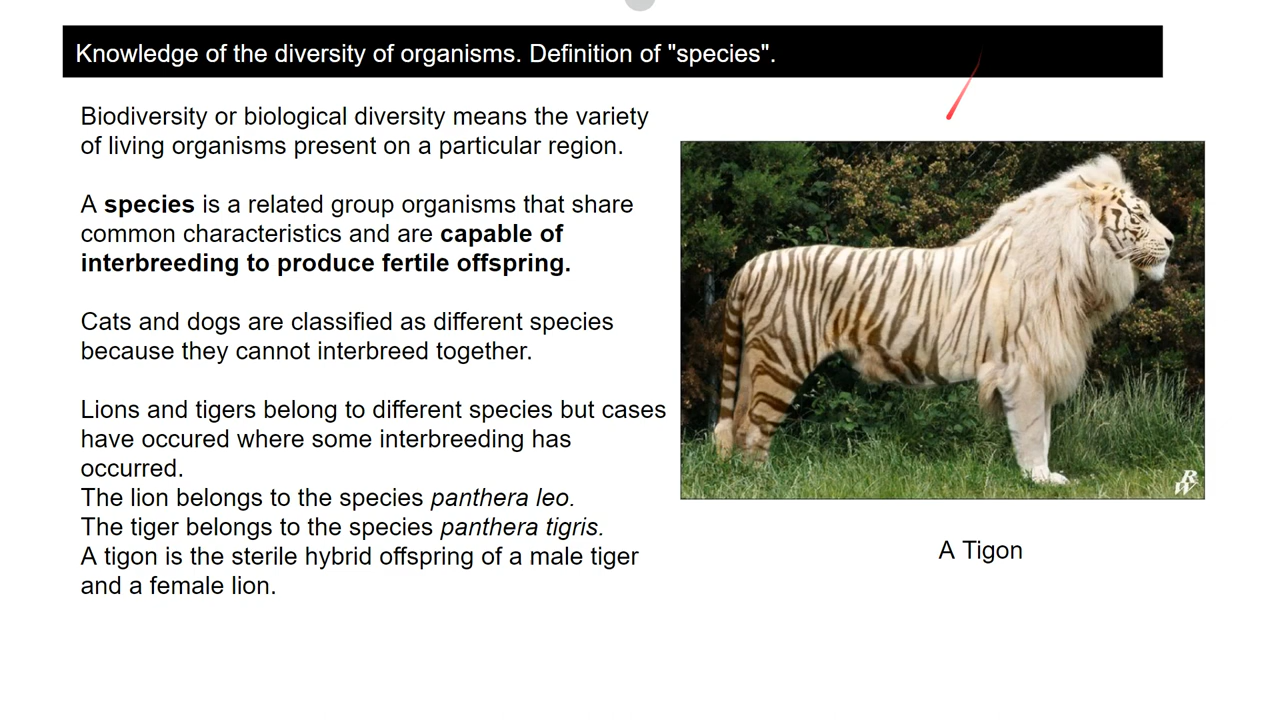 Knowledge of the diversity of organisms. Definition of "species".
Biodiversity or biological diversity means the variety
of living organisms present on a particular region.
A species is a related group organisms that share
common characteristics and are capable of
interbreeding to produce fertile offspring.
Cats and dogs are classified as different species
because they cannot interbreed together.
Lions and tigers belong to different species but cases
have occured where some interbreeding has
occurred.
The lion belongs to the species panthera leo.
The tiger belongs to the species panthera tigris.
A tigon is the sterile hybrid offspring of a male tiger
and a female lion.
RW
A Tigon